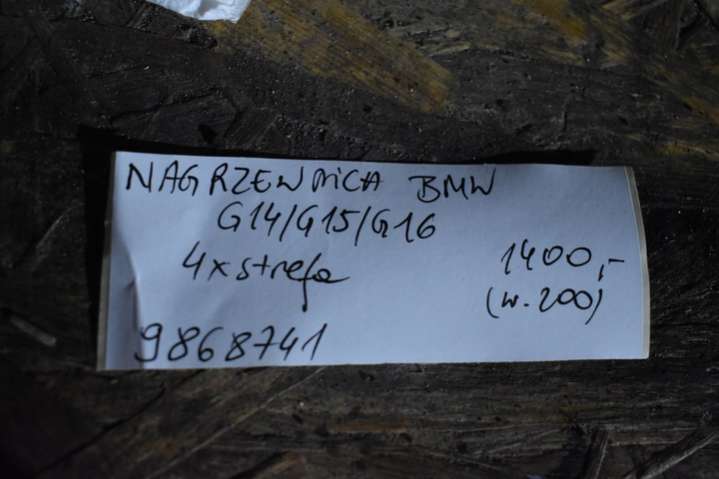 NAGRZEWNICA BMW
G14/G15/G16
4xstrefa
1400,-
(w.200)
9868741